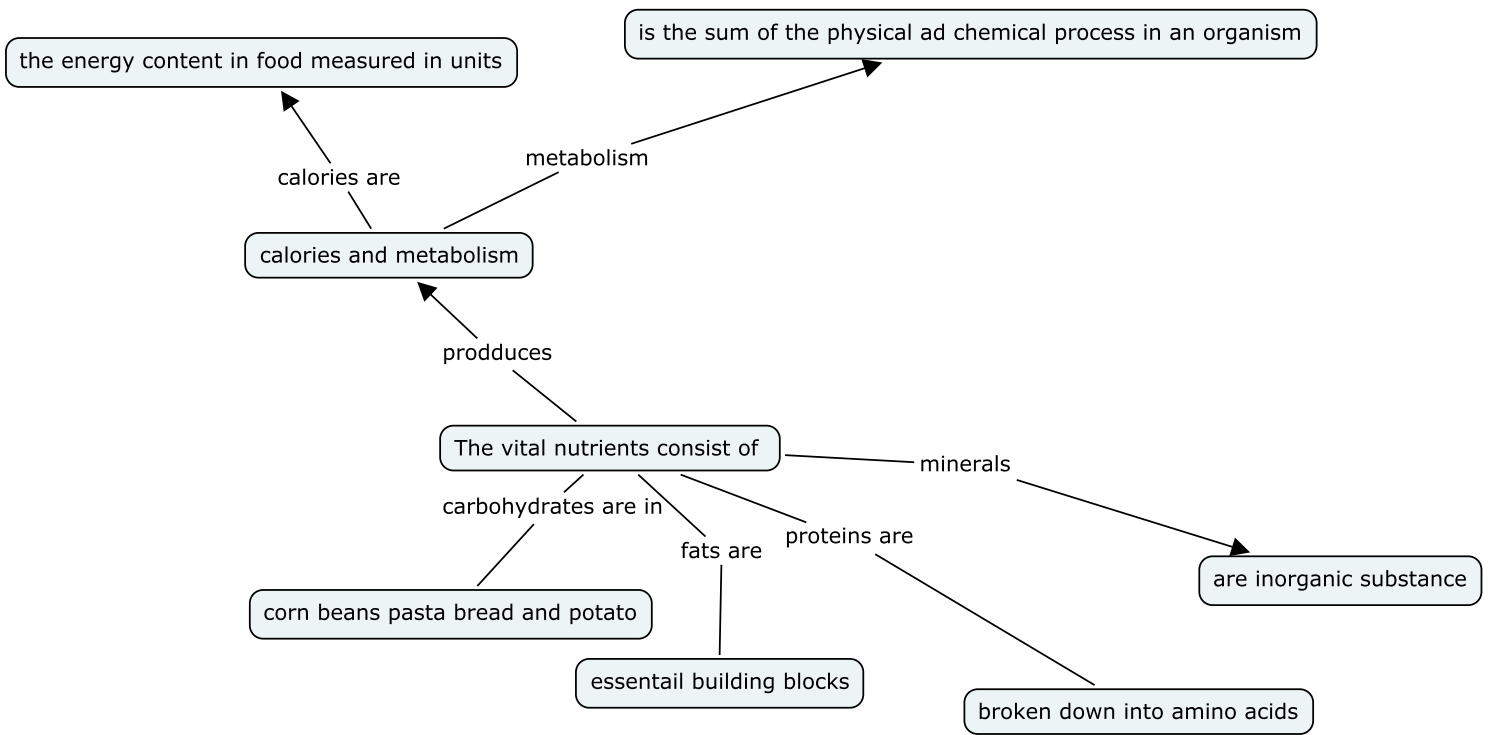 is the sum of the physical ad chemical process in an organism
the energy content in food measured in units
metabolism
calories are
calories and metabolism
prodduces
The vital nutrients consist of
minerals
carbohydrates are in
proteins are
fats are
are inorganic substance
corn beans pasta bread and potato
essentail building blocks
broken down into amino acids